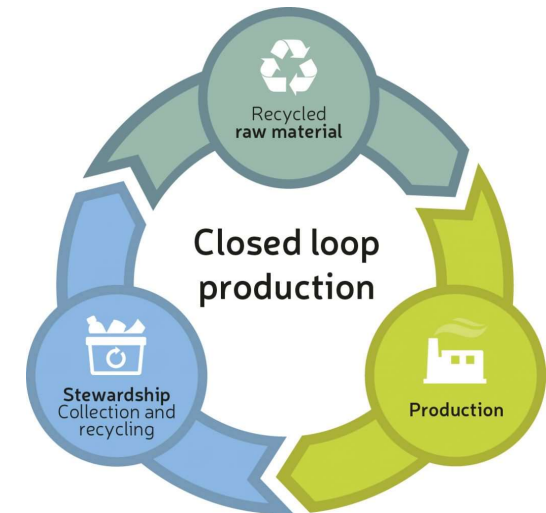 Recycled
raw material
Closed loop
production
Stewardship
Collection and
recycling
Production